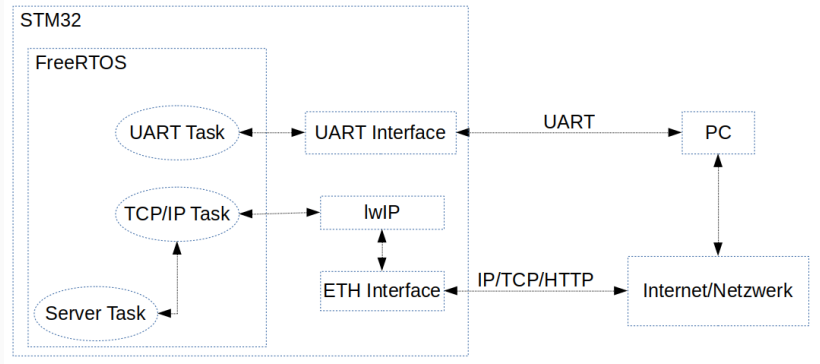 STM32
FreeRTOS
UART Task
UART Interface
UART
PC
TCP/IP Task
lwIP
ETH Interface
IP/TCP/HTTP
Internet/Netzwerk
Server Task